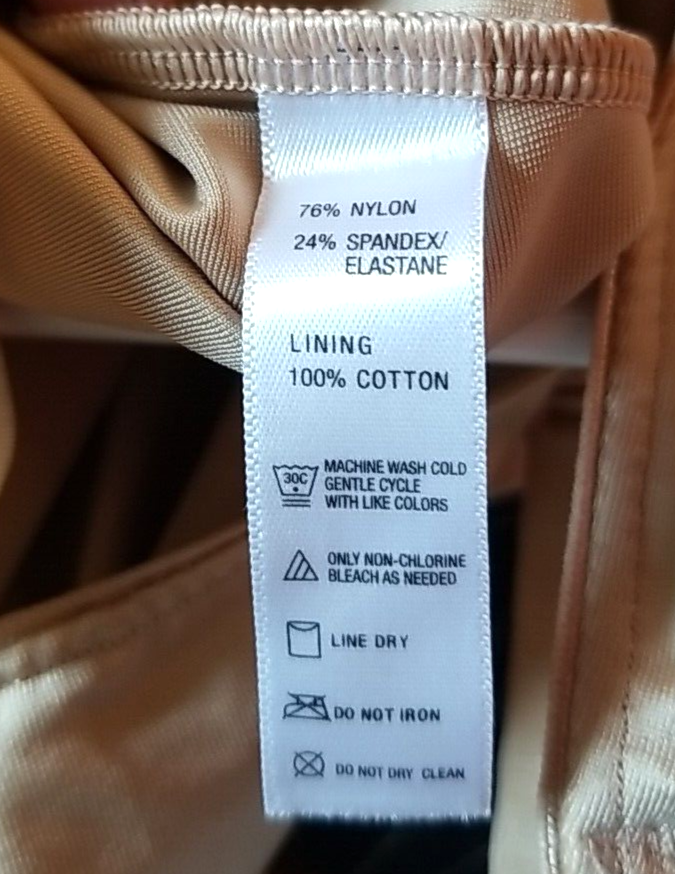 76% NYLON
24% SPANDEX/
ELASTANE
LINING
100% COTTON
30C
MACHINE WASH COLD
GENTLE CYCLE
WITH LIKE COLORS
ONLY NON-CHLORINE
BLEACH AS NEEDED
LINE DRY
DO NOT IRON
DO NOT DRY CLEAN